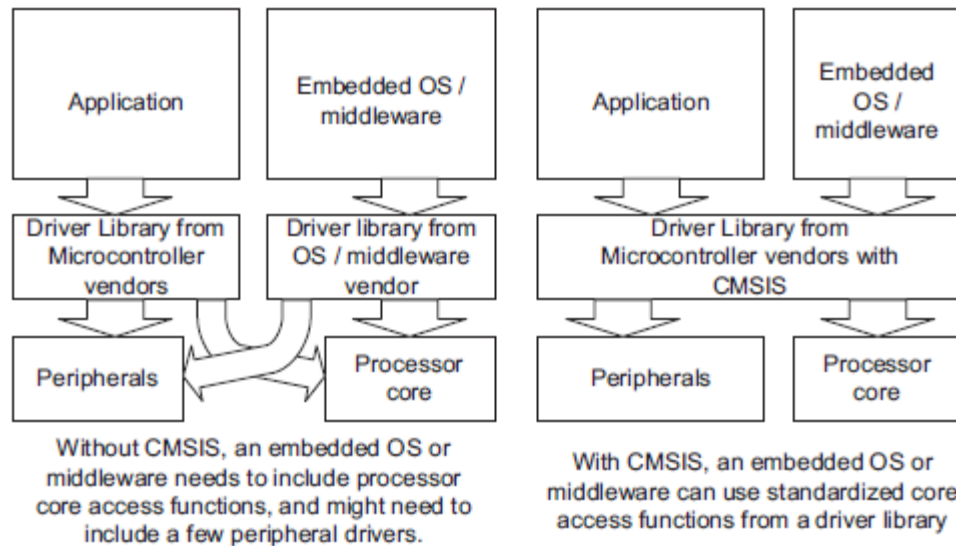 Application
Embedded OS /
middleware
Driver Library from
Microcontroller
vendors
Driver library from
OS / middleware
vendor
Peripherals
Processor
core
Without CMSIS, an embedded OS or
middleware needs to include processor
core access functions, and might need to
include a few peripheral drivers.
Application
Embedded
OS /
middleware
Driver Library from
Microcontroller vendors with
CMSIS
Peripherals
Processor
core
With CMSIS, an embedded OS or
middleware can use standardized core
access functions from a driver library